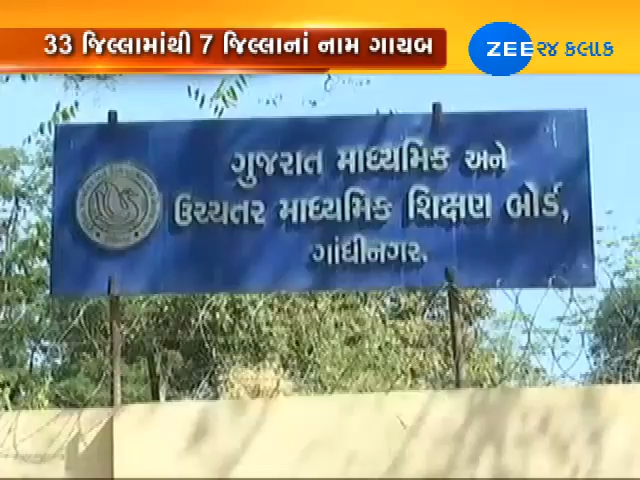 33 જિલ્લામાંથી 7 જિલ્લાનાં નામ ગાયબ
ZEE ૨૪ કલાક
ગુજરાત માધ્યમિક અને
ઉચ્ચતર માધ્યમિક શિક્ષણ બોર્ડ,
ગાંધીનગર.